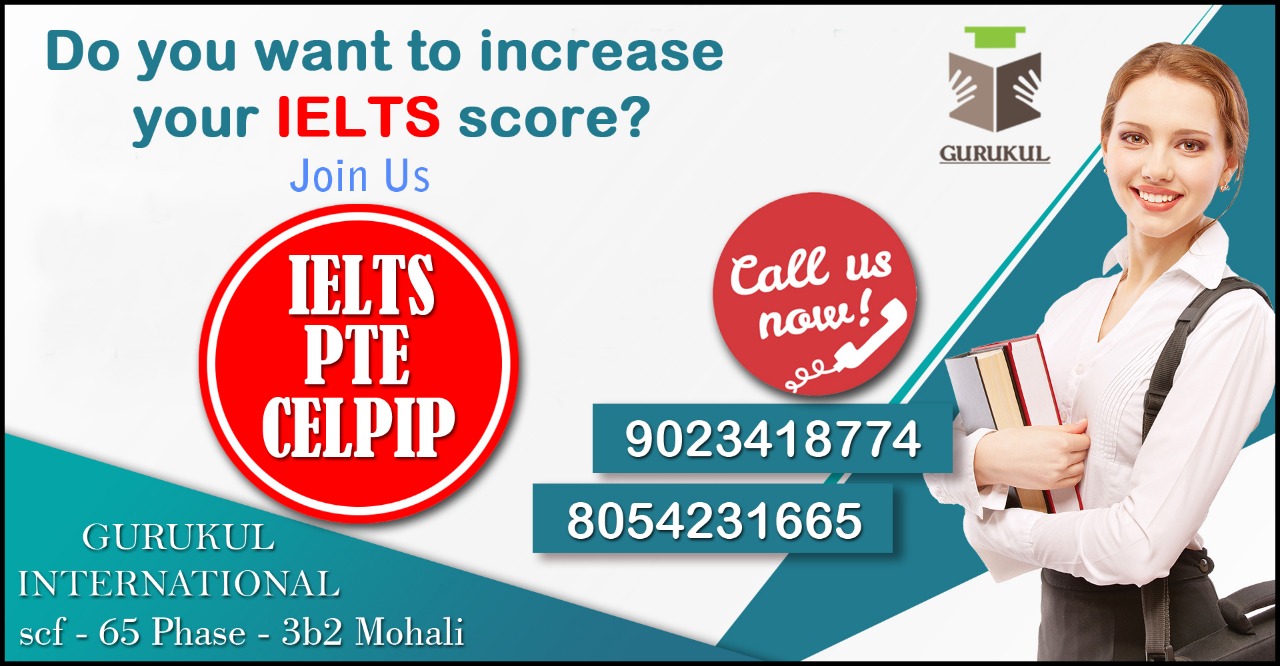 Do you want to increase
your IELTS score?
Join Us
IELTS
PTE
CELPIP
GURUKUL
Call us
now!
9023418774
8054231665
GURUKUL
INTERNATIONAL
scf - 65 Phase - 3b2 Mohali